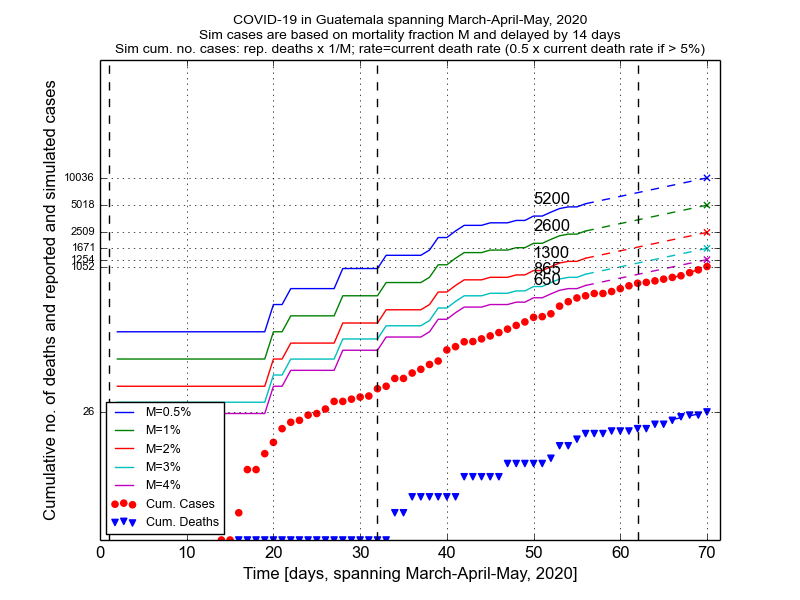 COVID-19 in Guatemala spanning March-April-May, 2020
Sim cases are based on mortality fraction M and delayed by 14 days
Sim cum. no. cases: rep. deaths x 1/M; rate=current death rate (0.5 x current death rate if > 5%)
Cumulative no. of deaths and reported and simulated cases
10036
5018
2509
1671
1254
1052
26
5200
2600
1300
865
650
M=0.5%
M=1%
M=2%
M=3%
M=4%
Cum. Cases
Cum. Deaths
0 10 20 30 40 50 60 70
Time [days, spanning March-April-May, 2020]